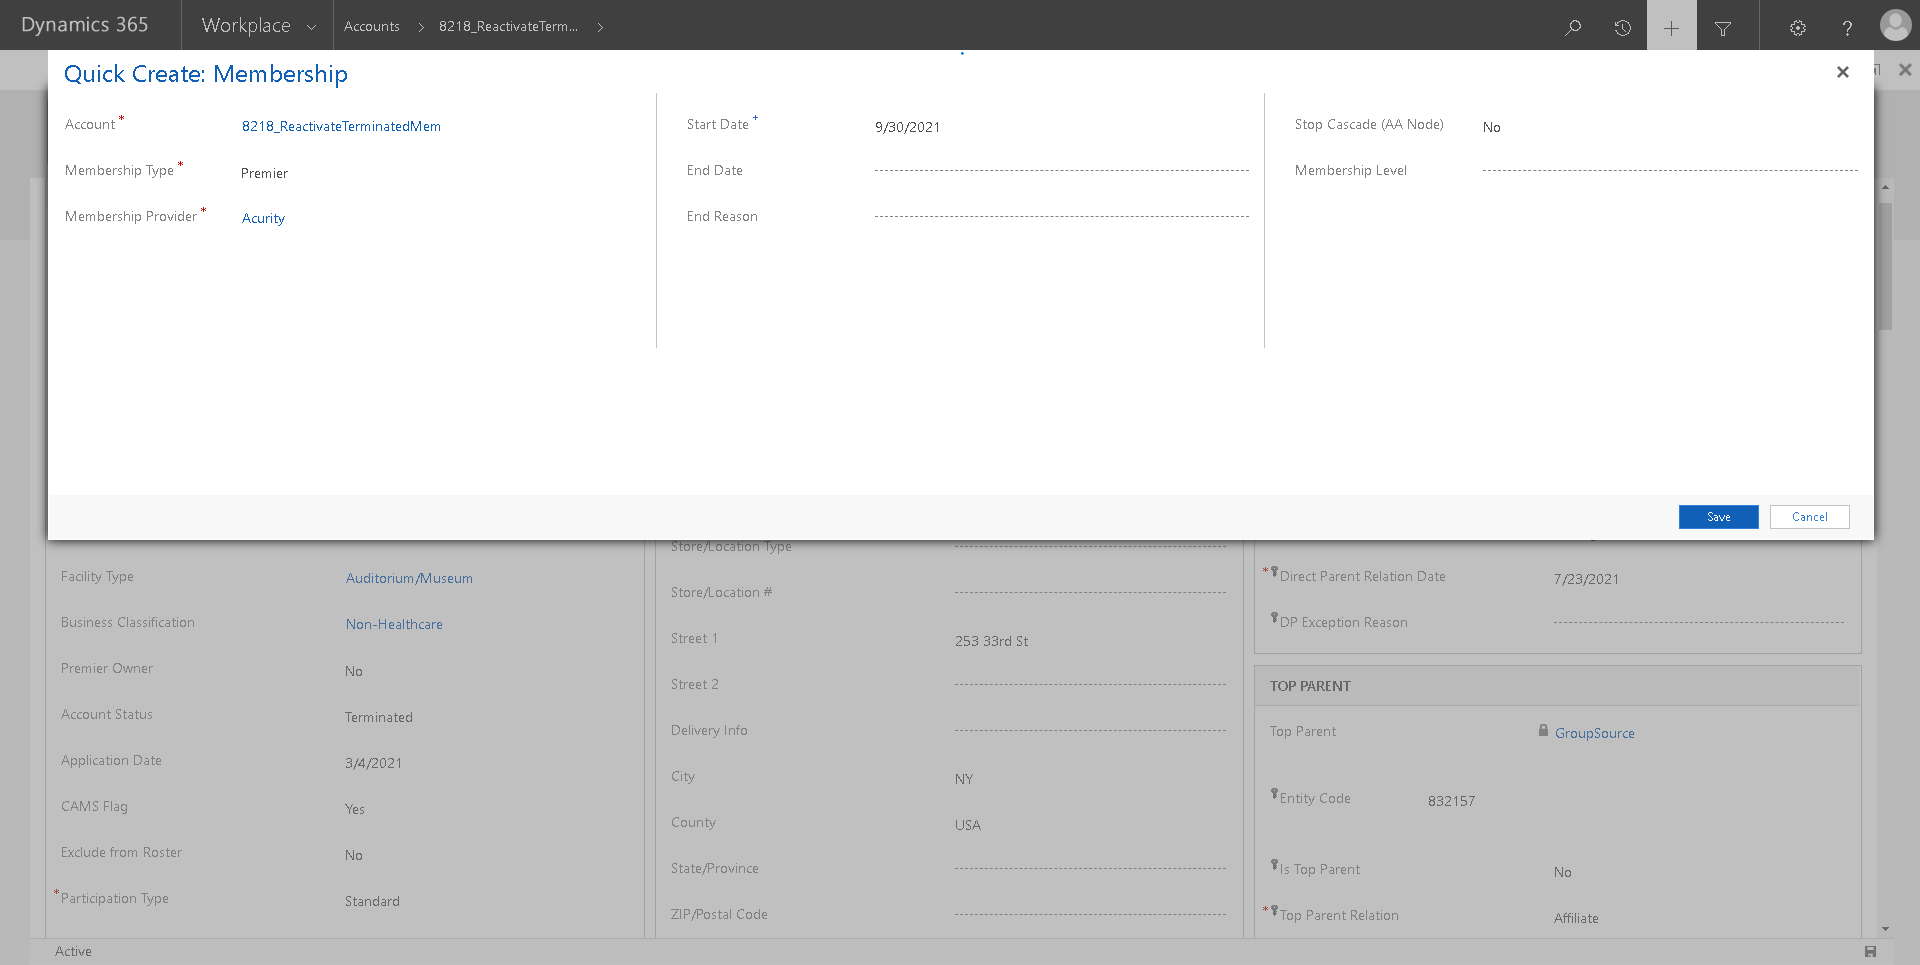 Dynamics 365 Workplace Accounts 8218_ReactivateTerm...
Quick Create: Membership
Account*
8218_ReactivateTerminatedMem
Membership Type*
Premier
Membership Provider*
Acurity
Start Date*
9/30/2021
End Date
End Reason
Stop Cascade (AA Node)
No
Membership Level
Save
Cancel
Facility Type
Auditorium/Museum
Business Classification
Non-Healthcare
Premier Owner
No
Account Status
Terminated
Application Date
3/4/2021
CAMS Flag
Yes
Exclude from Roster
No
*Participation Type
Standard
Store/Location Type
Store/Location #
Street 1
253 33rd St
Street 2
Delivery Info
City
NY
County
USA
State/Province
ZIP/Postal Code
*Direct Parent Relation Date
7/23/2021
DP Exception Reason
TOP PARENT
Top Parent
GroupSource
Entity Code
832157
Is Top Parent
No
*Top Parent Relation
Affiliate
Active